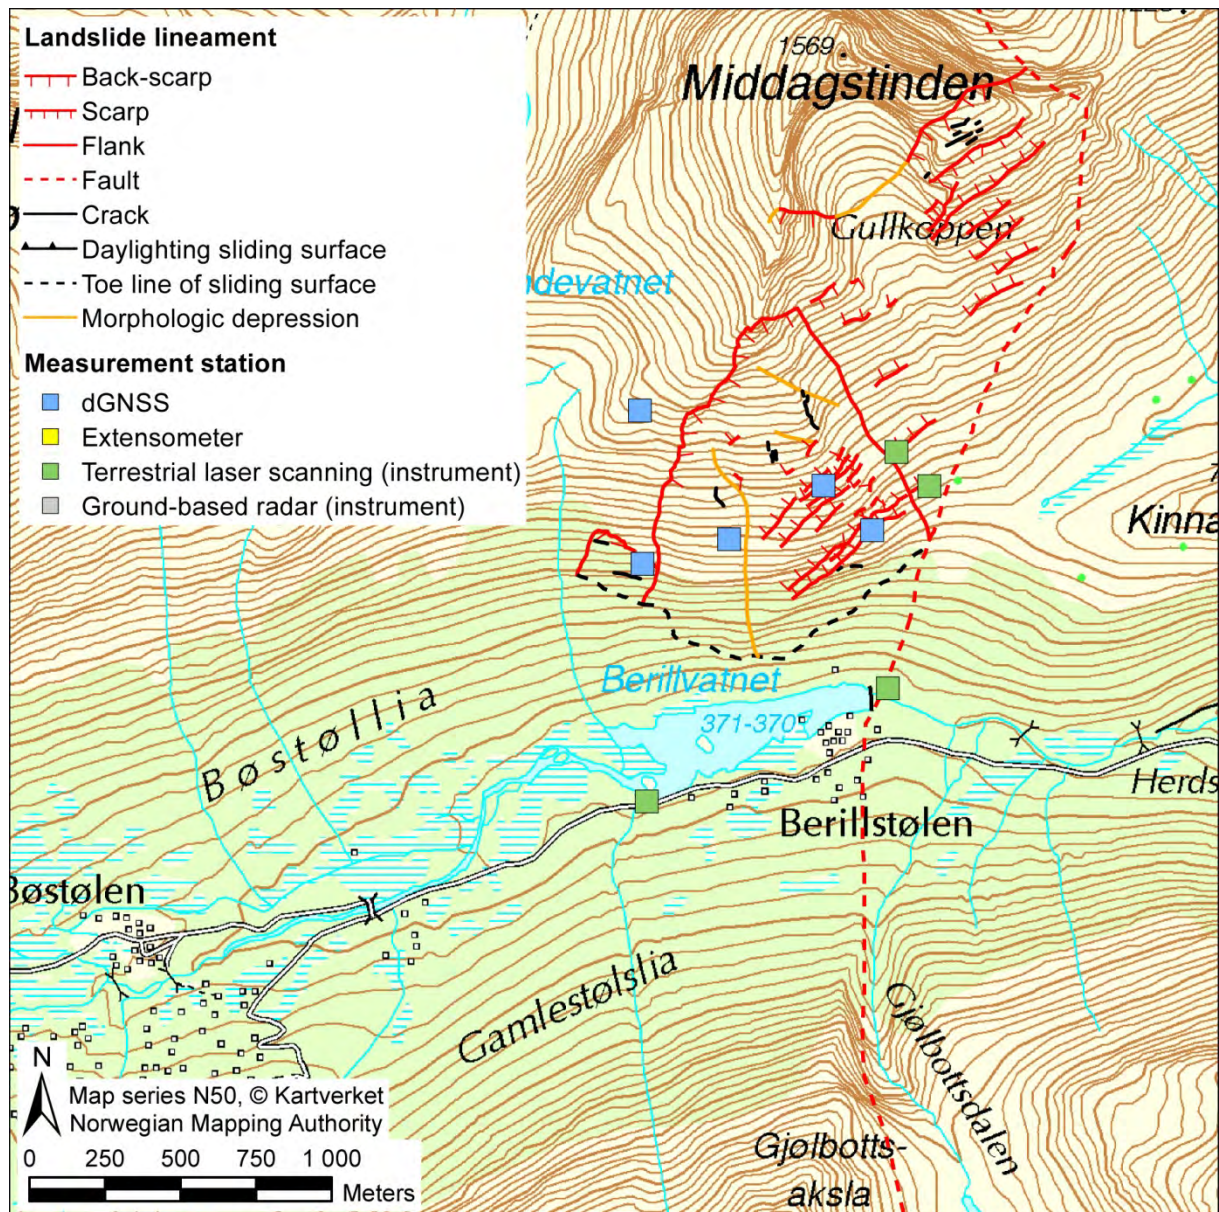 Landslide lineament
Back-scarp
Scarp
Flank
Fault
Crack
Daylighting sliding surface
Toe line of sliding surface
Morphologic depression
Measurement station
dGNSS
Extensometer
Terrestrial laser scanning (instrument)
Ground-based radar (instrument)
1569
Middagstinden
Gullkoppen
ndevatnet
Kinna
Berillvatnet
371-370
Bøstøllia
Herds
Berillstølen
Bøstølen
Gamlestølslia
Gjølbottsdalen
Gjølbotts-
aksla
N
Map series N50, © Kartverket
Norwegian Mapping Authority
0 250 500 750 1 000
Meters